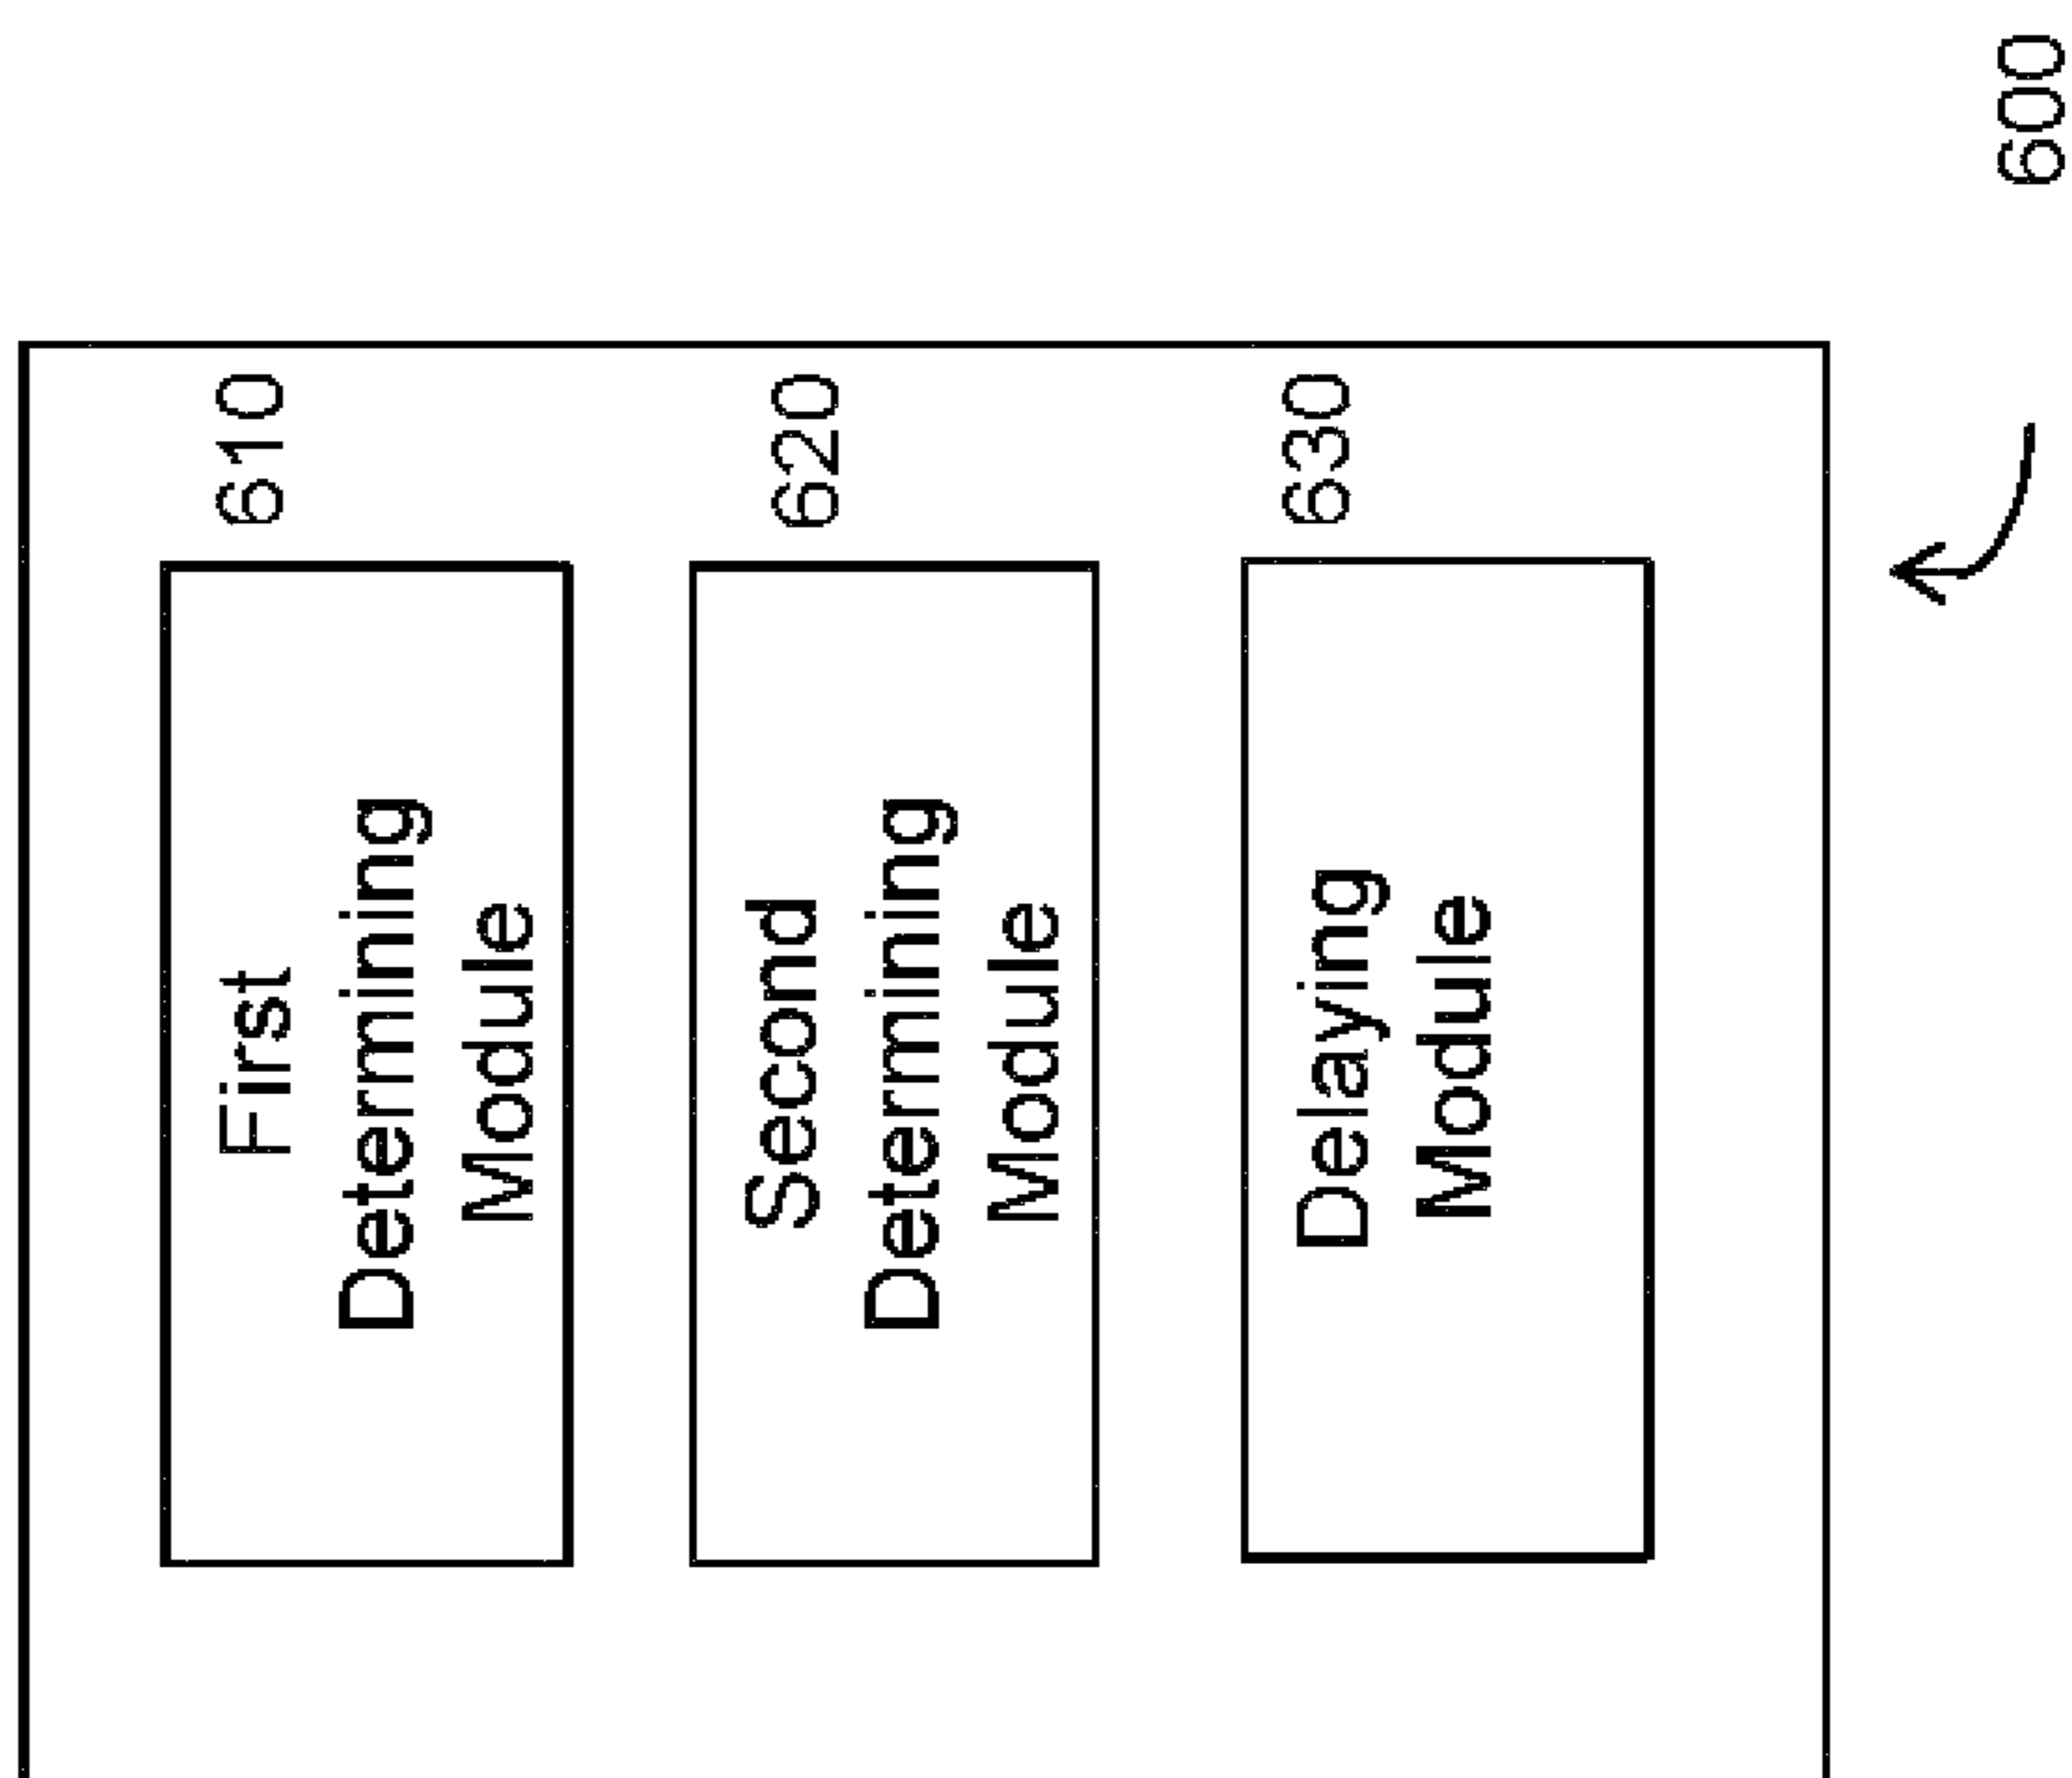 600
610
First
Determining
Module
620
Second
Determining
Module
630
Delaying
Module